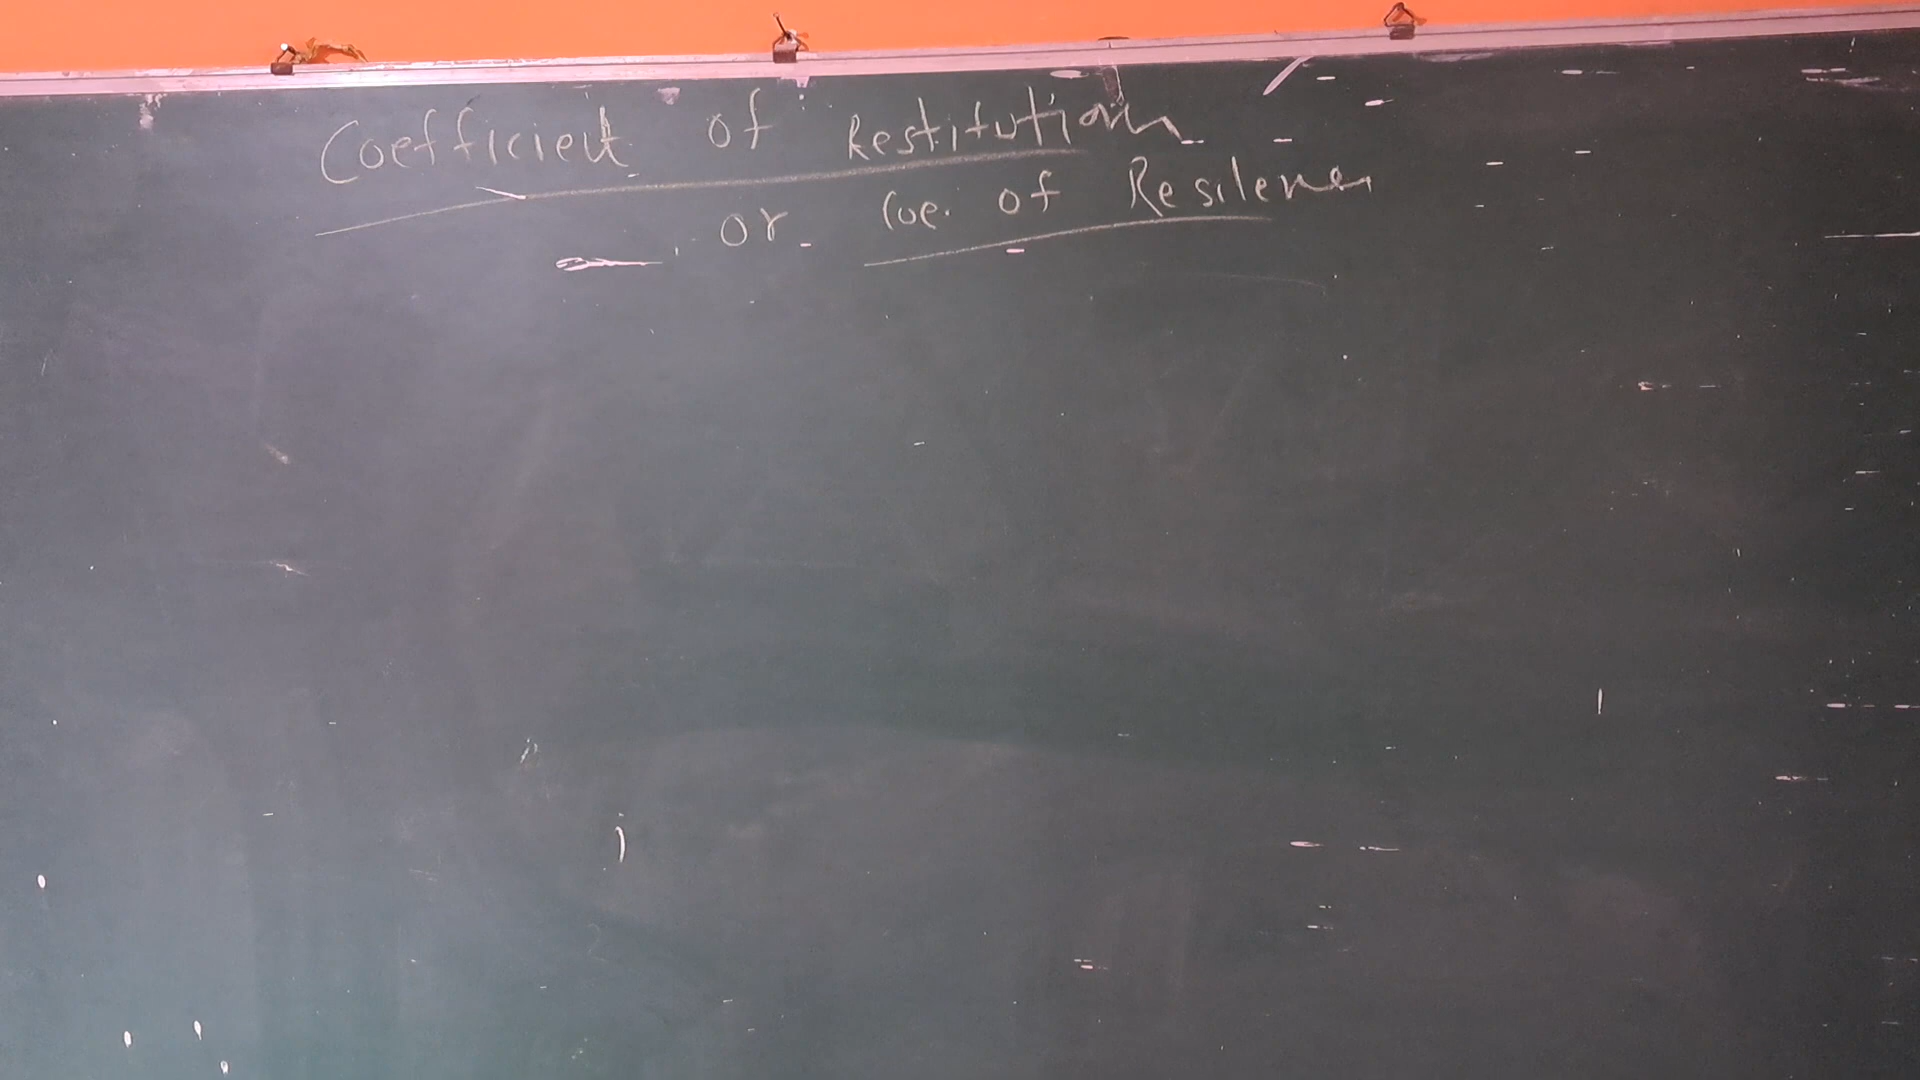 Coefficient of Restitution
or Coe. of Resilence